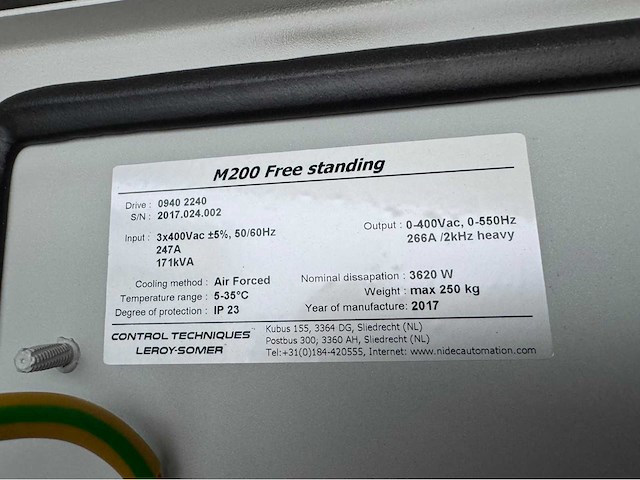 M200 Free standing
Drive : 0940 2240
S/N : 2017.024.002
Input : 3x400Vac ±5%, 50/60Hz
247A
171kVA
Output : 0-400Vac, 0-550Hz
266A /2kHz heavy
Cooling method : Air Forced
Temperature range : 5-35°C
Degree of protection : IP 23
Nominal dissapation : 3620 W
Weight : max 250 kg
Year of manufacture : 2017
CONTROL TECHNIQUES™
LEROY-SOMER™
Kubus 155, 3364 DG, Sliedrecht (NL)
Postbus 300, 3360 AH, Sliedrecht (NL)
Tel:+31(0)184-420555, Internet: www.nidecautomation.com